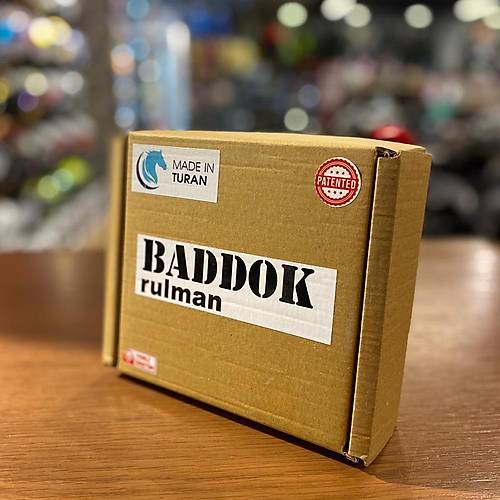 MADE IN
TURAN
PATENTED
BADDOK
rulman